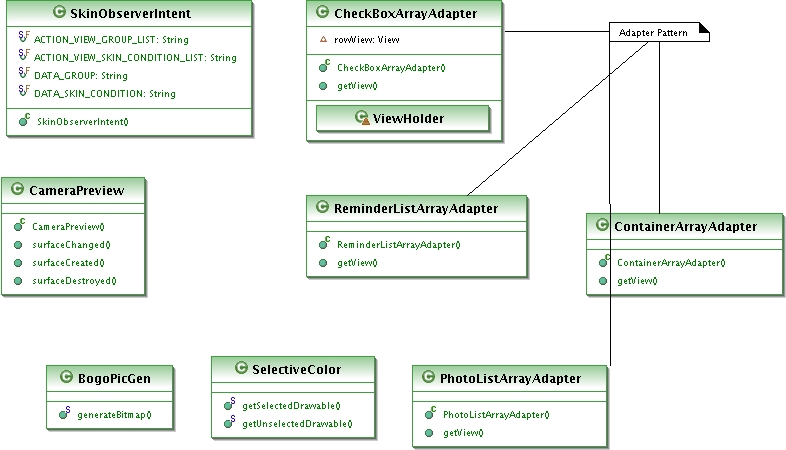 SkinObserverIntent
ACTION_VIEW_GROUP_LIST: String
ACTION_VIEW_SKIN_CONDITION_LIST: String
DATA_GROUP: String
DATA_SKIN_CONDITION: String
SkinObserverIntent()
CheckBoxArrayAdapter
rowView: View
CheckBoxArrayAdapter()
getView()
ViewHolder
Adapter Pattern
CameraPreview
CameraPreview()
surfaceChanged()
surfaceCreated()
surfaceDestroyed()
ReminderListArrayAdapter
ReminderListArrayAdapter()
getView()
ContainerArrayAdapter
ContainerArrayAdapter()
getView()
BogoPicGen
generateBitmap()
SelectiveColor
getSelectedDrawable()
getUnselectedDrawable()
PhotoListArrayAdapter
PhotoListArrayAdapter()
getView()